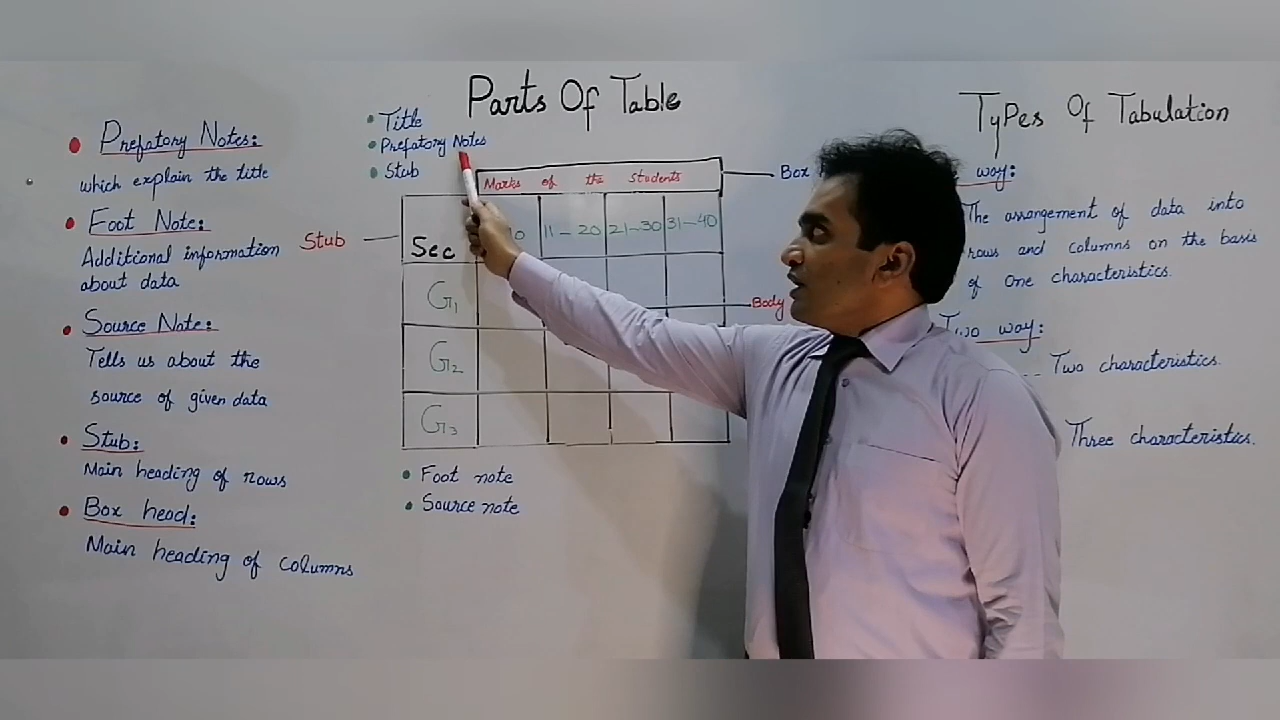 Parts Of Table
Types Of Tabulation
• Prefatory Notes:
which explain the title
• Foot Note:
Additional information
about data
• Source Note:
Tells us about the
source of given data
• Stub:
Main heading of rows
• Box head:
Main heading of columns
• Title
• Prefatory Notes
• Stub
Marks of the Students
Box
Stub
Sec
11-20
21-30
31-40
G1
G2
G3
Body
• Foot note
• Source note
way:
The arrangement of data into
rows and columns on the basis
of one characteristics.
Two way:
Two characteristics.
Three characteristics.